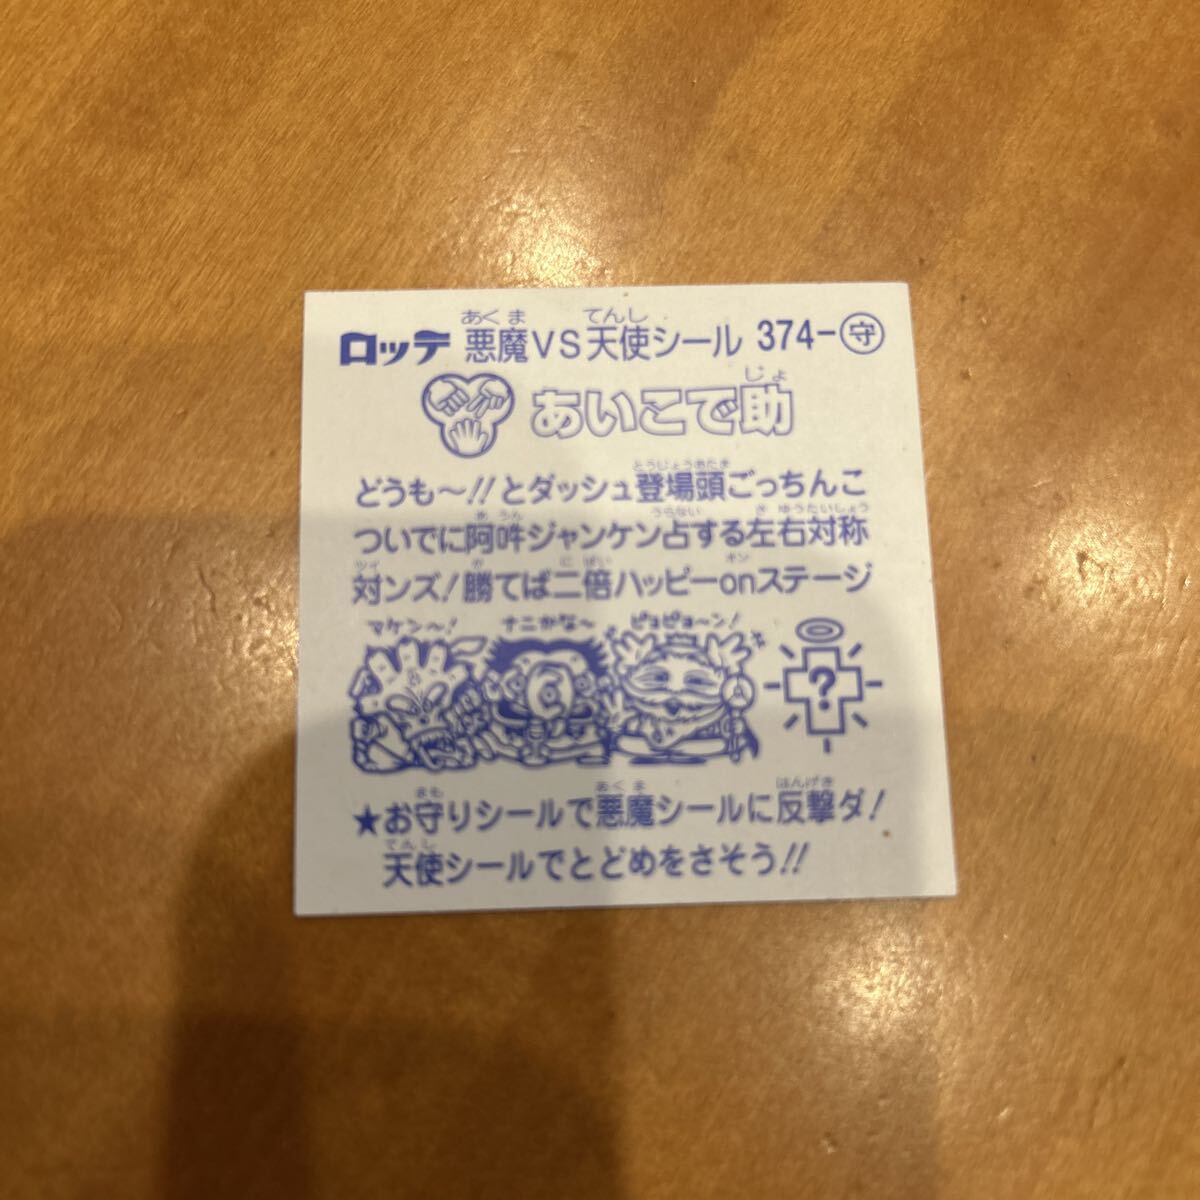 ロッテ 悪魔VS天使シール 374-守
あいこで助
どうも〜!!とダッシュ登場頭ごっちんこ
ついでに阿吽ジャンケン占する左右対称
対ンズ!勝てば二倍ハッピーonステージ
マケン〜! ナニかな〜 ピョピョ〜ン!
?
★お守りシールで悪魔シールに反撃ダ!
天使シールでとどめをさそう!!